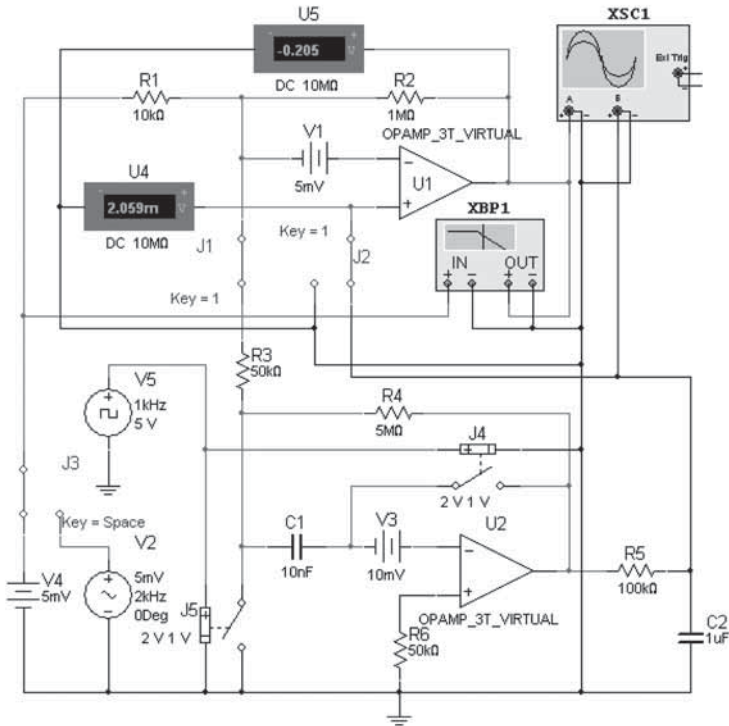 U5
XSC1
-0.205
V
Ext Trig
R1
10kΩ
DC 10MΩ
R2
1MΩ
A
B
OPAMP_3T_VIRTUAL
V1
5mV
U1
U4
2.059m
V
DC 10MΩ
XBP1
IN
OUT
J1
Key = 1
J2
Key = 1
R3
50kΩ
V5
1kHz
5 V
R4
5MΩ
J4
2 V 1 V
J3
Key = Space
C1
10nF
V3
10mV
U2
OPAMP_3T_VIRTUAL
R5
100kΩ
V4
5mV
V2
5mV
2kHz
0Deg
J5
2 V 1 V
R6
50kΩ
C2
1uF